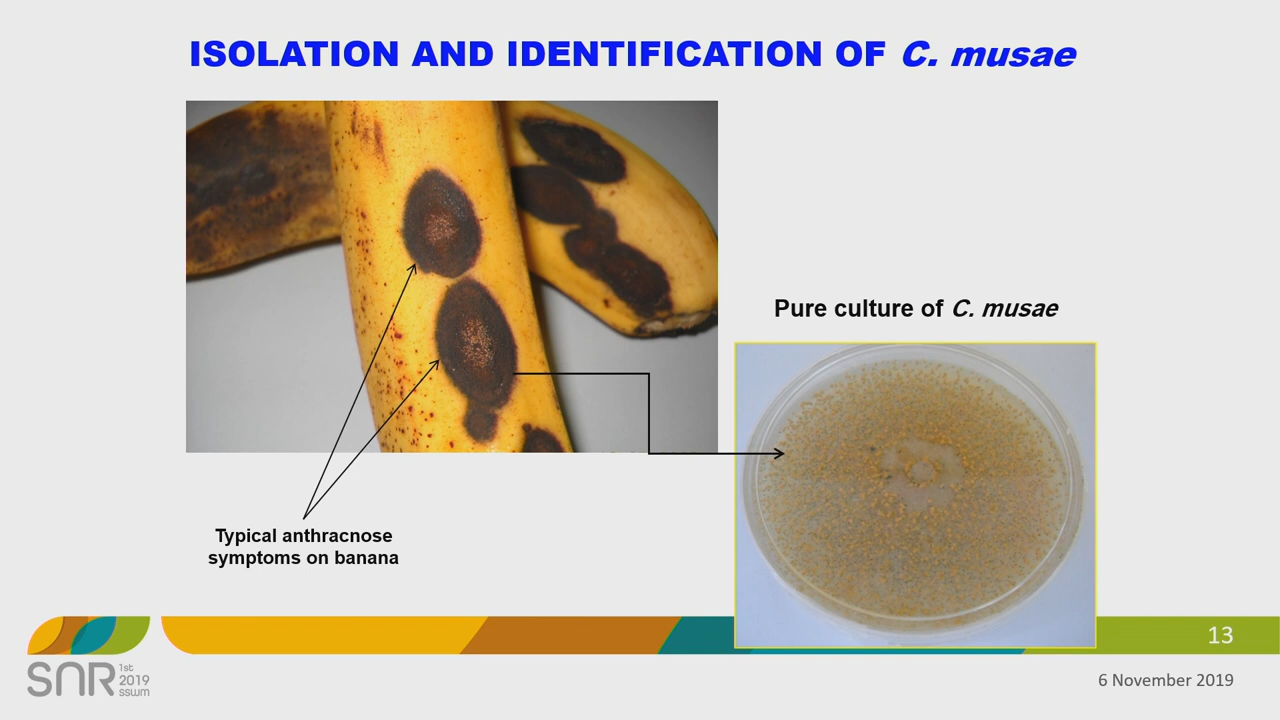 ISOLATION AND IDENTIFICATION OF C. musae
Pure culture of C. musae
Typical anthracnose
symptoms on banana
13
SNR
1st
2019
sswm
6 November 2019